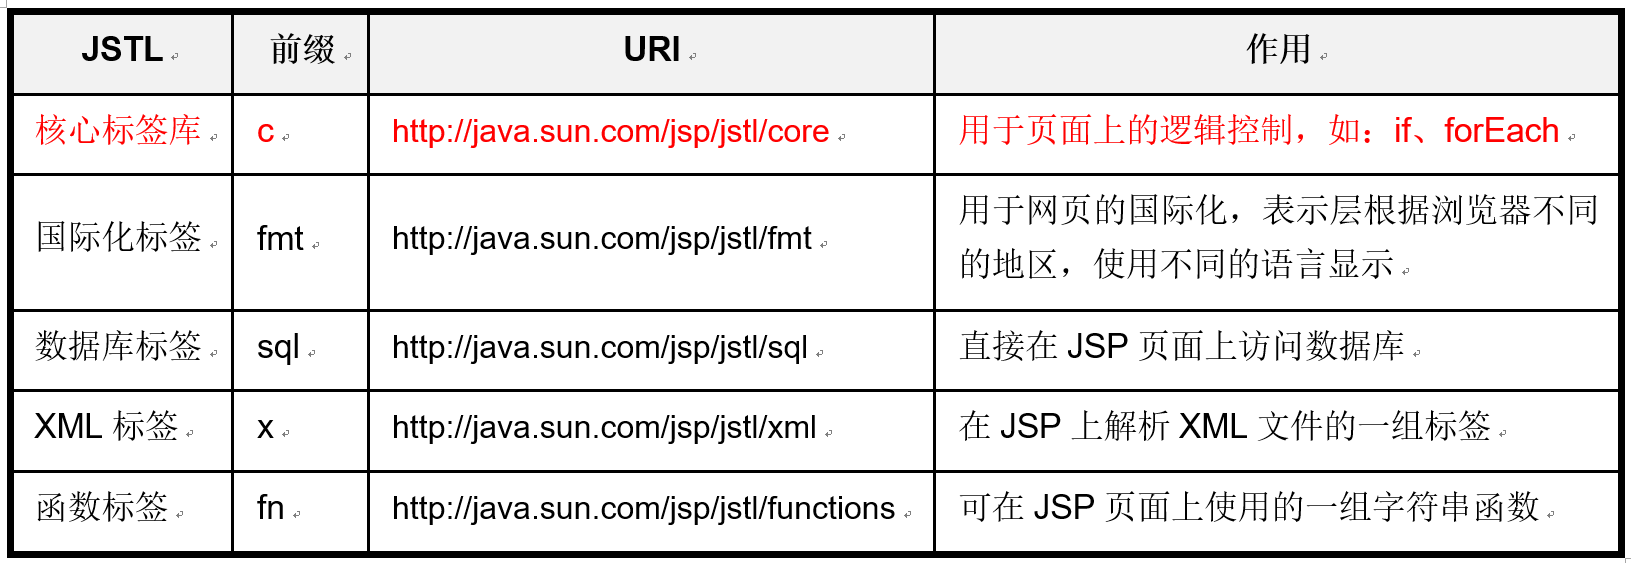 JSTL 前缀 URI 作用
核心标签库 c http://java.sun.com/jsp/jstl/core 用于页面上的逻辑控制，如：if、forEach
国际化标签 fmt http://java.sun.com/jsp/jstl/fmt 用于网页的国际化，表示层根据浏览器不同
的地区，使用不同的语言显示
数据库标签 sql http://java.sun.com/jsp/jstl/sql 直接在 JSP 页面上访问数据库
XML 标签 x http://java.sun.com/jsp/jstl/xml 在 JSP 上解析 XML 文件的一组标签
函数标签 fn http://java.sun.com/jsp/jstl/functions 可在 JSP 页面上使用的一组字符串函数